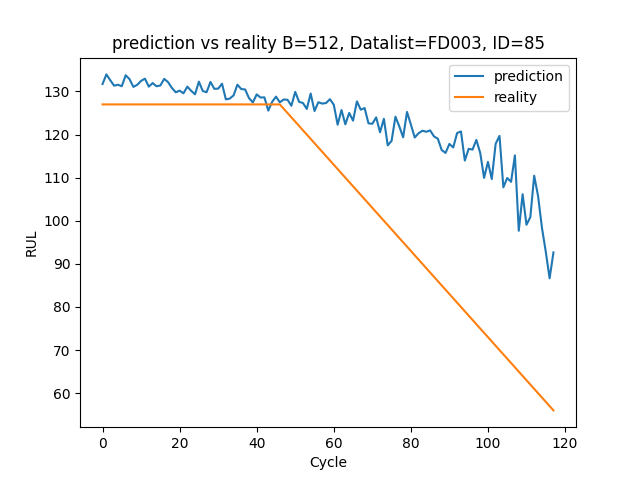 prediction vs reality B=512, Datalist=FD003, ID=85
prediction
reality
RUL
130
120
110
100
90
80
70
60
0 20 40 60 80 100 120
Cycle